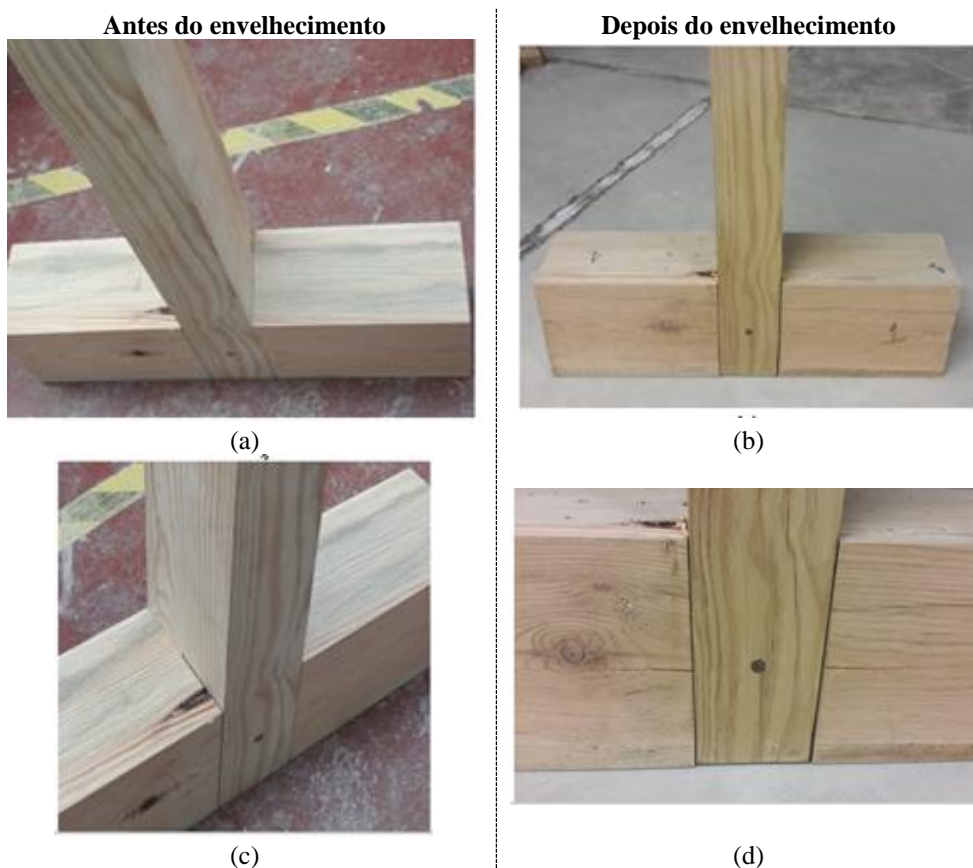 Antes do envelhecimento
Depois do envelhecimento
(a)
(b)
(c)
(d)